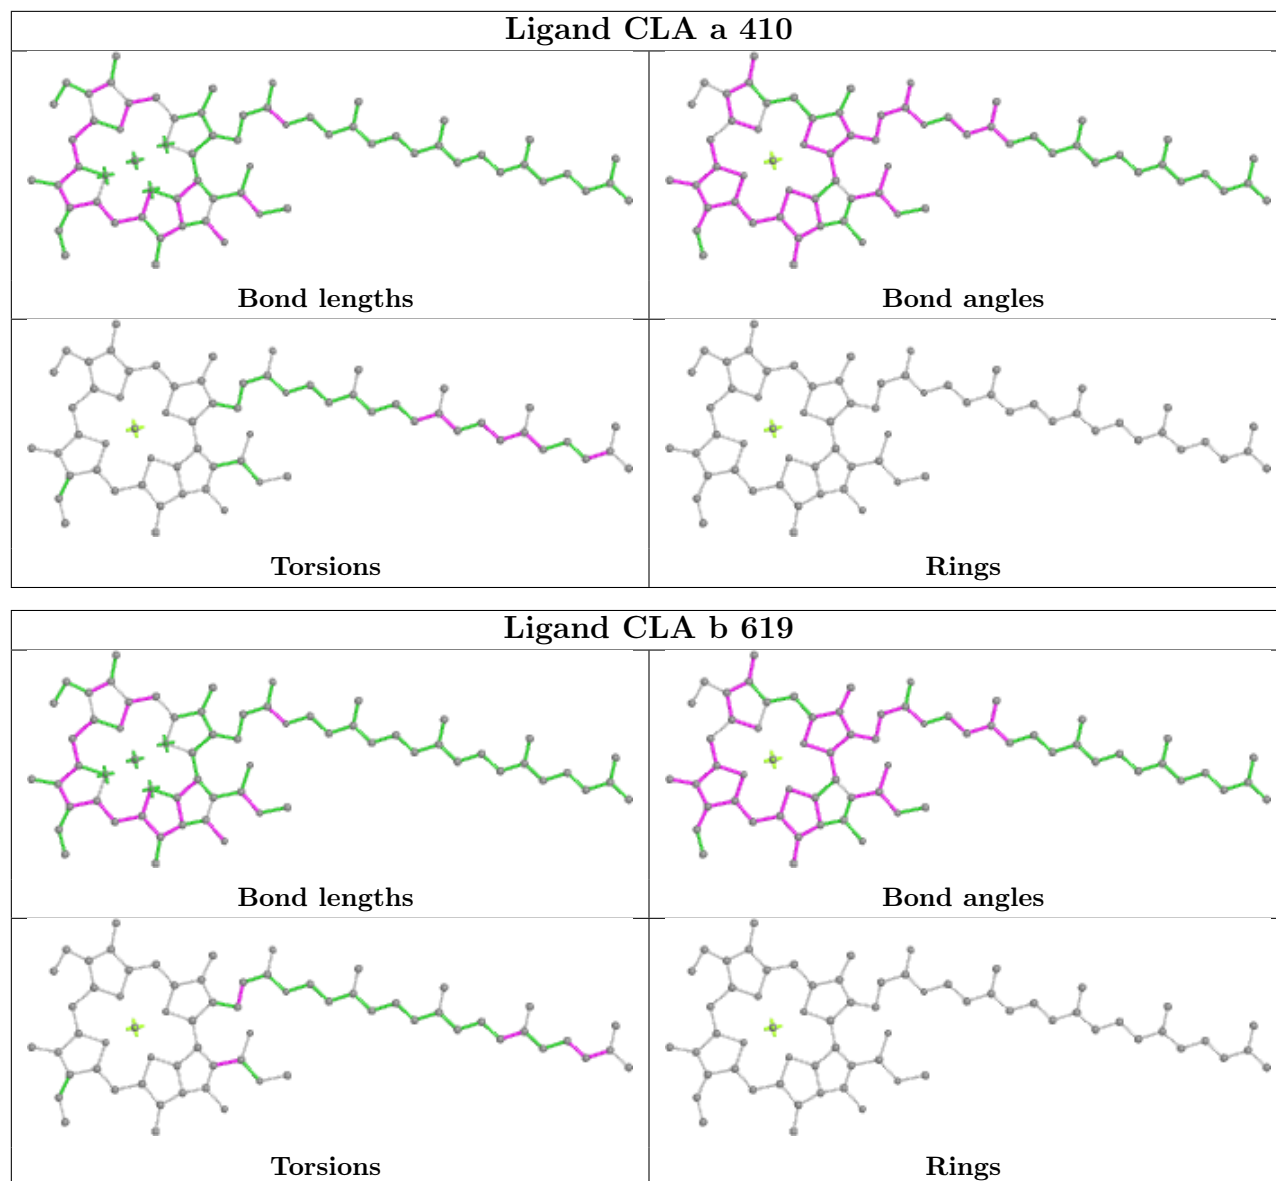 Ligand CLA a 410
Bond lengths
Bond angles
Torsions
Rings
Ligand CLA b 619
Bond lengths
Bond angles
Torsions
Rings